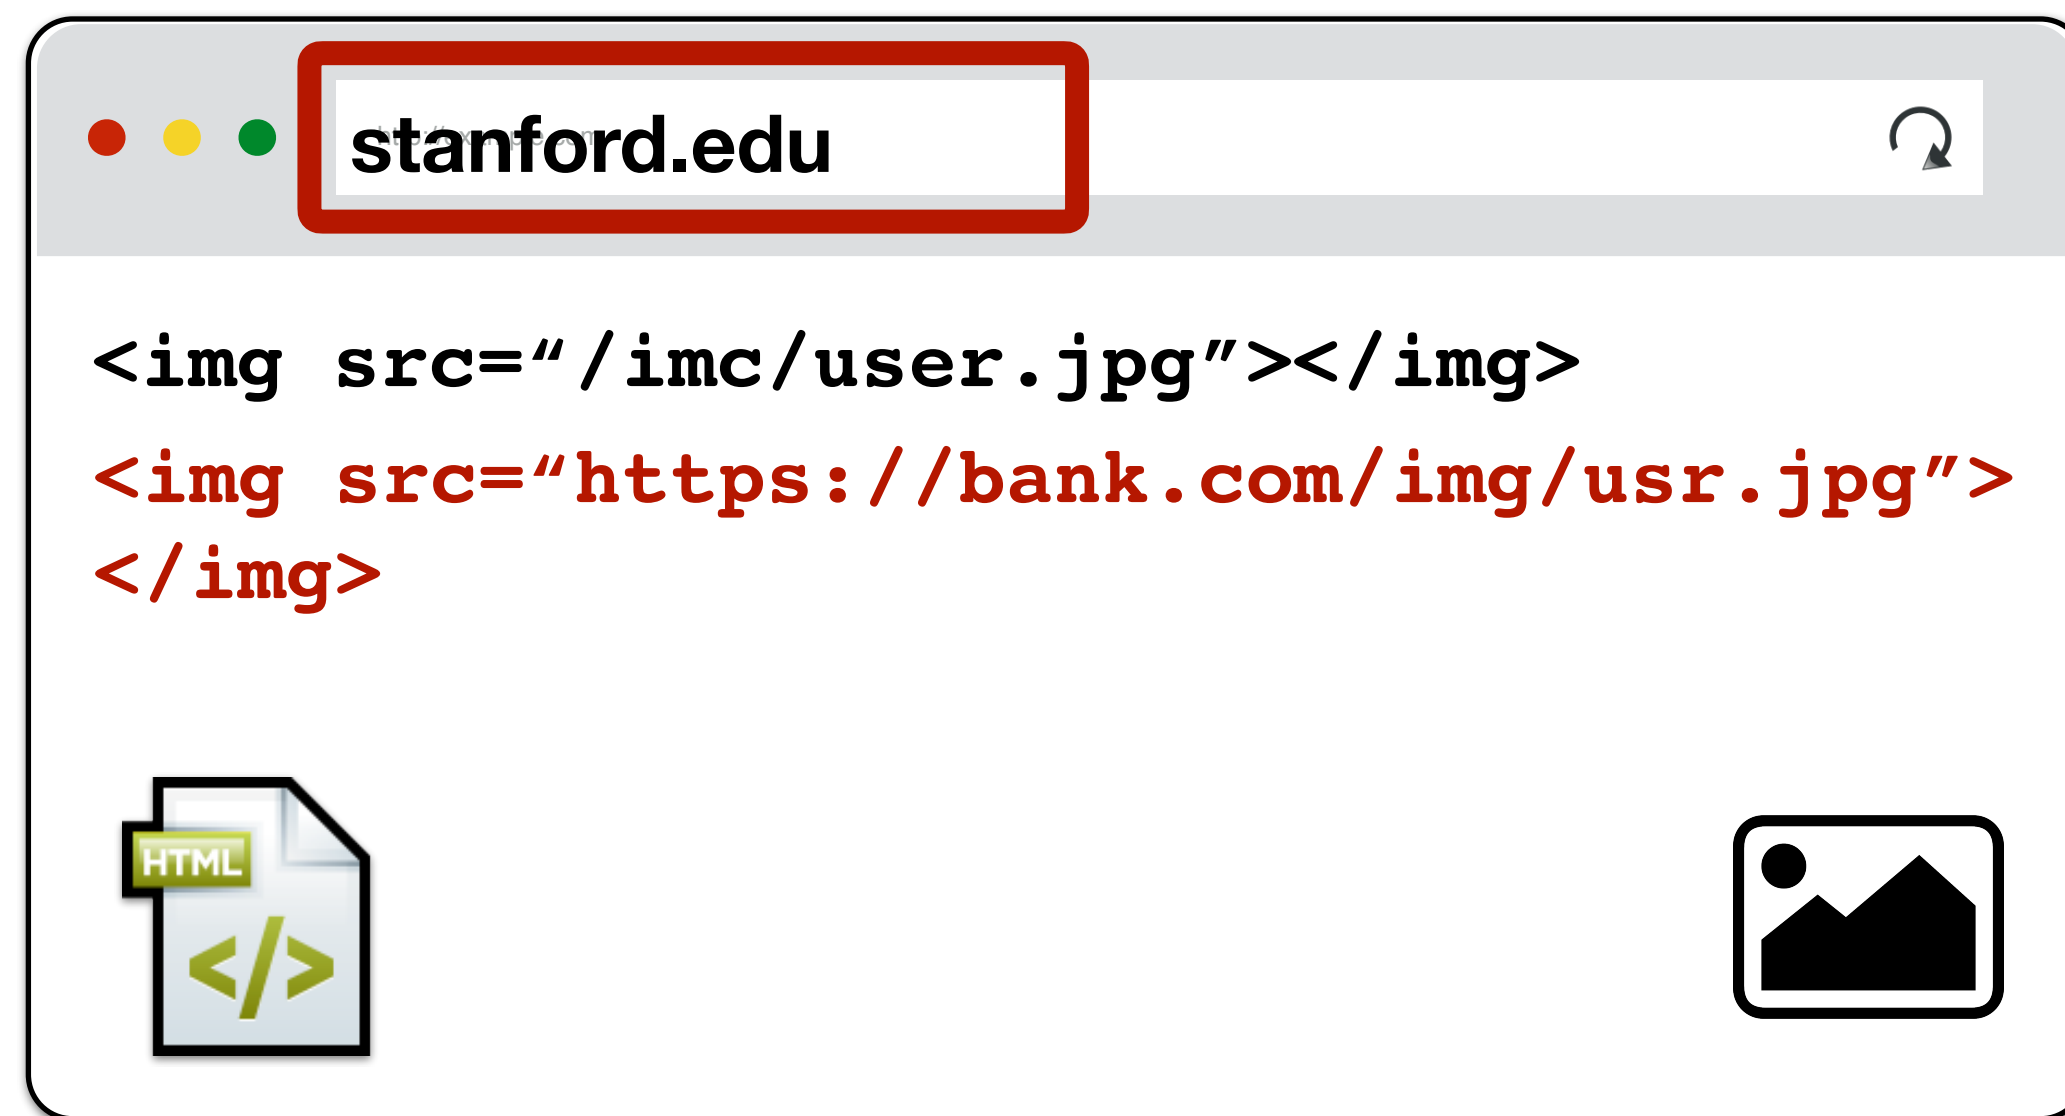 stanford.edu
<img src=“/imc/user.jpg”></img>
<img src=“https://bank.com/img/usr.jpg”>
</img>
HTML
</>